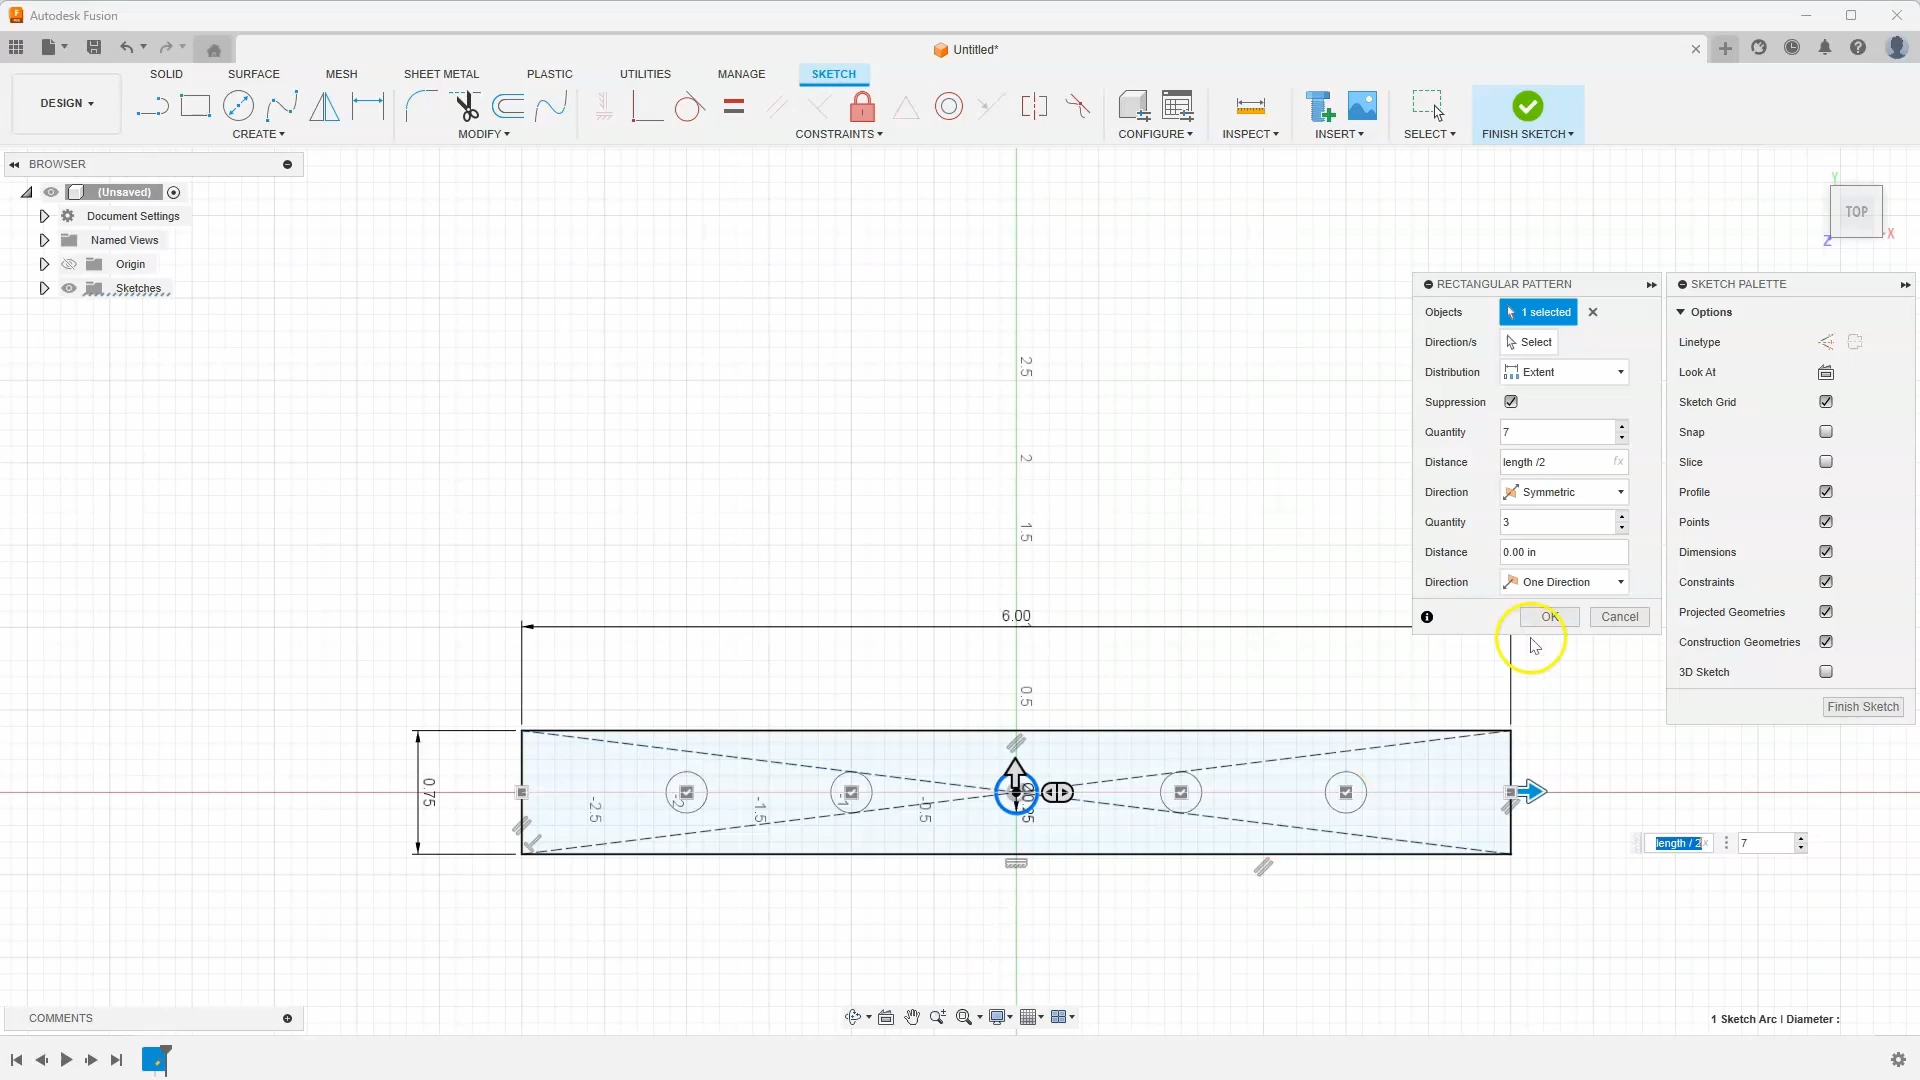 Autodesk Fusion
Untitled*
SOLID SURFACE MESH SHEET METAL PLASTIC UTILITIES MANAGE SKETCH
DESIGN
CREATE MODIFY CONSTRAINTS CONFIGURE INSPECT INSERT SELECT FINISH SKETCH
BROWSER
(Unsaved)
Document Settings
Named Views
Origin
Sketches
Y
TOP
X
Z
RECTANGULAR PATTERN
Objects 1 selected
Direction/s Select
Distribution Extent
Suppression
Quantity 7
Distance length /2 fx
Direction Symmetric
Quantity 3
Distance 0.00 in
Direction One Direction
OK Cancel
SKETCH PALETTE
Options
Linetype
Look At
Sketch Grid
Snap
Slice
Profile
Points
Dimensions
Constraints
Projected Geometries
Construction Geometries
3D Sketch
Finish Sketch
2.5
2
1.5
6.00
0.5
0.75
-2.5 -2 -1.5 -1 -0.5
length / 2 7
COMMENTS
1 Sketch Arc | Diameter :